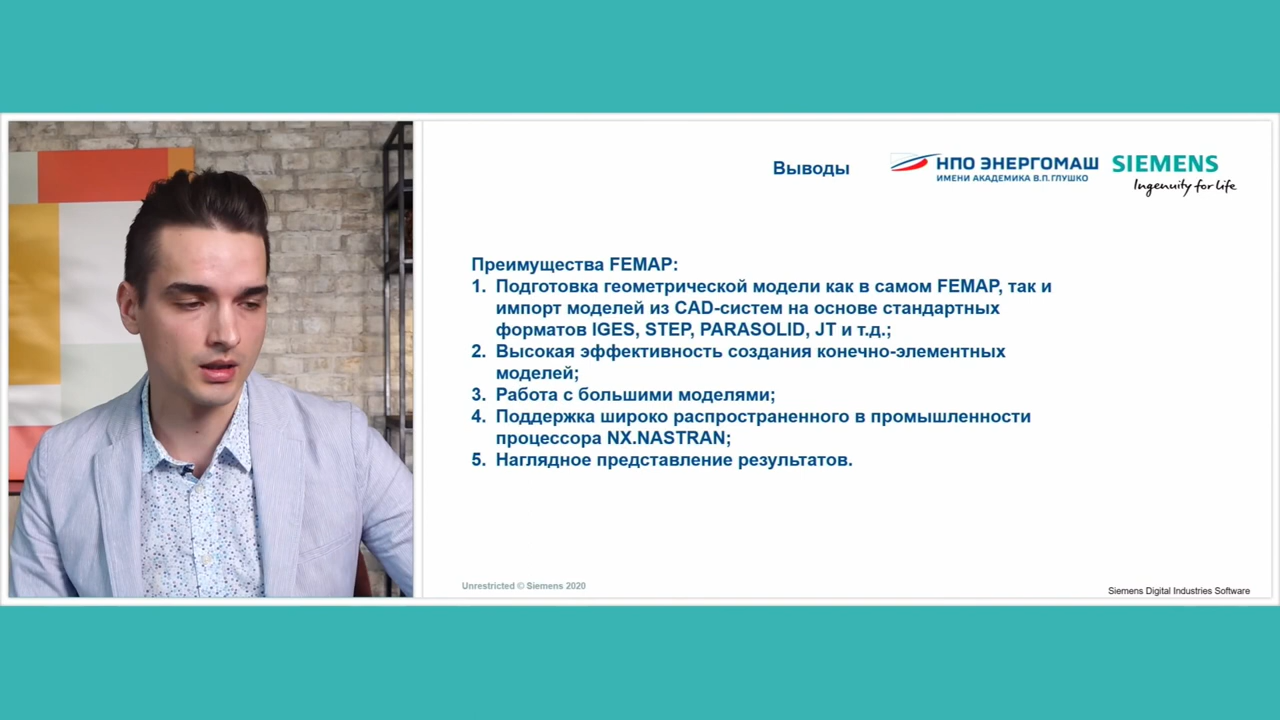 Выводы
НПО ЭНЕРГОМАШ
ИМЕНИ АКАДЕМИКА В.П.ГЛУШКО
SIEMENS
Ingenuity for life
Преимущества FEMAP:
1. Подготовка геометрической модели как в самом FEMAP, так и
импорт моделей из CAD-систем на основе стандартных
форматов IGES, STEP, PARASOLID, JT и т.д.;
2. Высокая эффективность создания конечно-элементных
моделей;
3. Работа с большими моделями;
4. Поддержка широко распространенного в промышленности
процессора NX.NASTRAN;
5. Наглядное представление результатов.
Unrestricted © Siemens 2020
Siemens Digital Industries Software